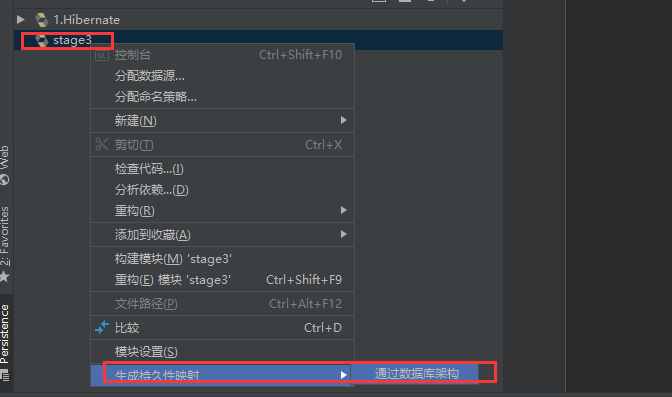 1.Hibernate
stage3
控制台 Ctrl+Shift+F10
分配数据源...
分配命名策略...
新建(N)
剪切(T) Ctrl+X
检查代码...(I)
分析依赖...(D)
重构(R)
添加到收藏(A)
构建模块(M) 'stage3'
重构(E) 模块 'stage3' Ctrl+Shift+F9
文件路径(P) Ctrl+Alt+F12
比较 Ctrl+D
模块设置(S)
生成持久性映射 通过数据库架构
Web
2: Favorites
Persistence